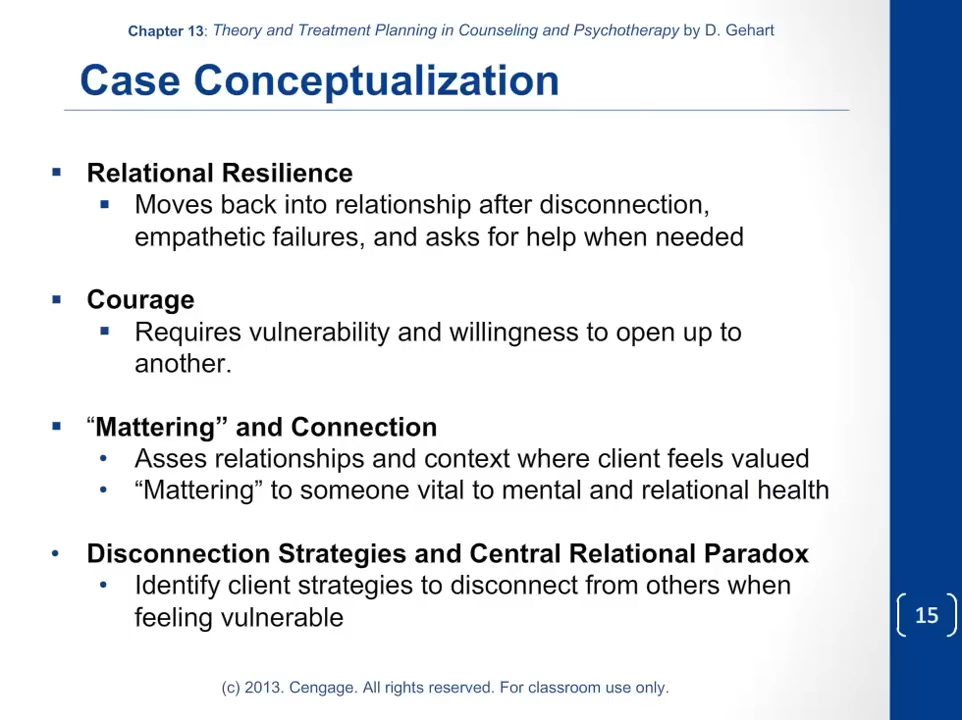 Chapter 13: Theory and Treatment Planning in Counseling and Psychotherapy by D. Gehart
Case Conceptualization
▪ Relational Resilience
▪ Moves back into relationship after disconnection,
empathetic failures, and asks for help when needed
▪ Courage
▪ Requires vulnerability and willingness to open up to
another.
▪ “Mattering” and Connection
• Asses relationships and context where client feels valued
• “Mattering” to someone vital to mental and relational health
• Disconnection Strategies and Central Relational Paradox
• Identify client strategies to disconnect from others when
feeling vulnerable
15
(c) 2013. Cengage. All rights reserved. For classroom use only.